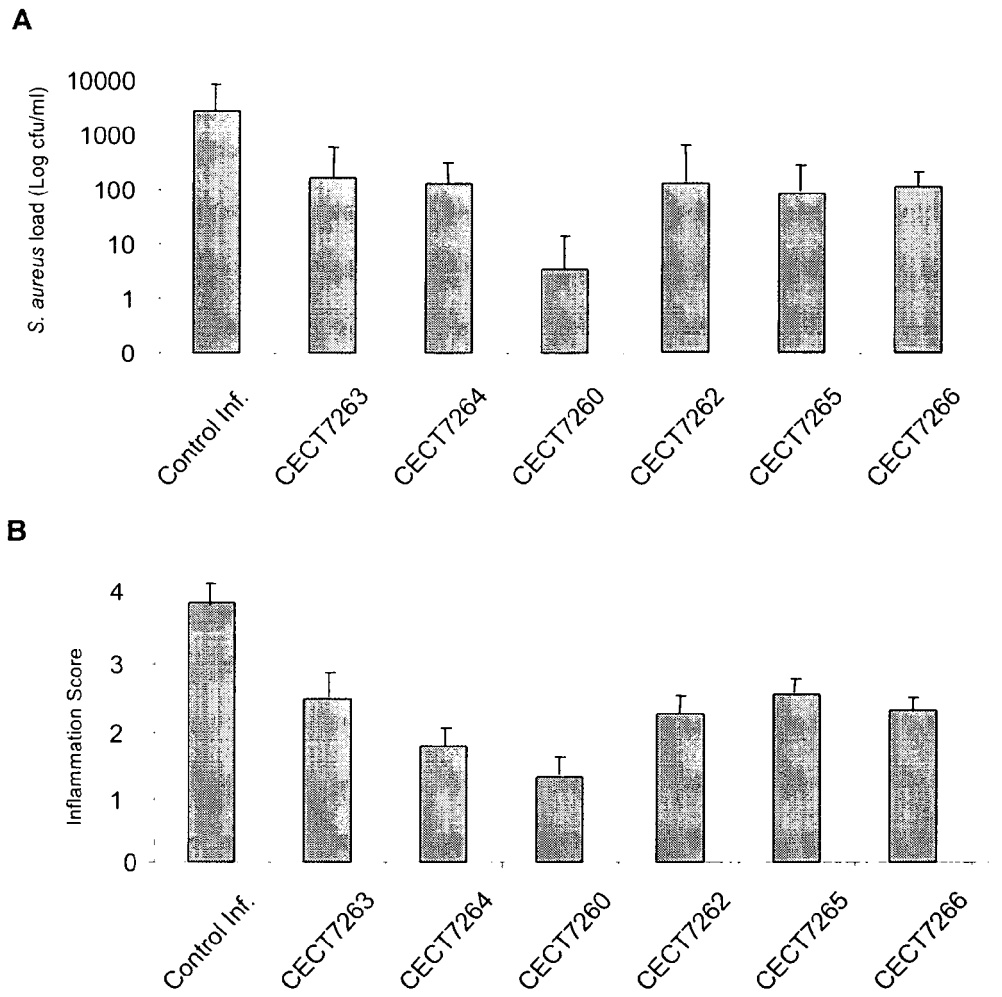 A
S. aureus load (Log cfu/ml)
10000
1000
100
10
1
0
Control Inf.
CECT7263
CECT7264
CECT7260
CECT7262
CECT7265
CECT7266
B
Inflammation Score
4
3
2
1
0
Control Inf.
CECT7263
CECT7264
CECT7260
CECT7262
CECT7265
CECT7266